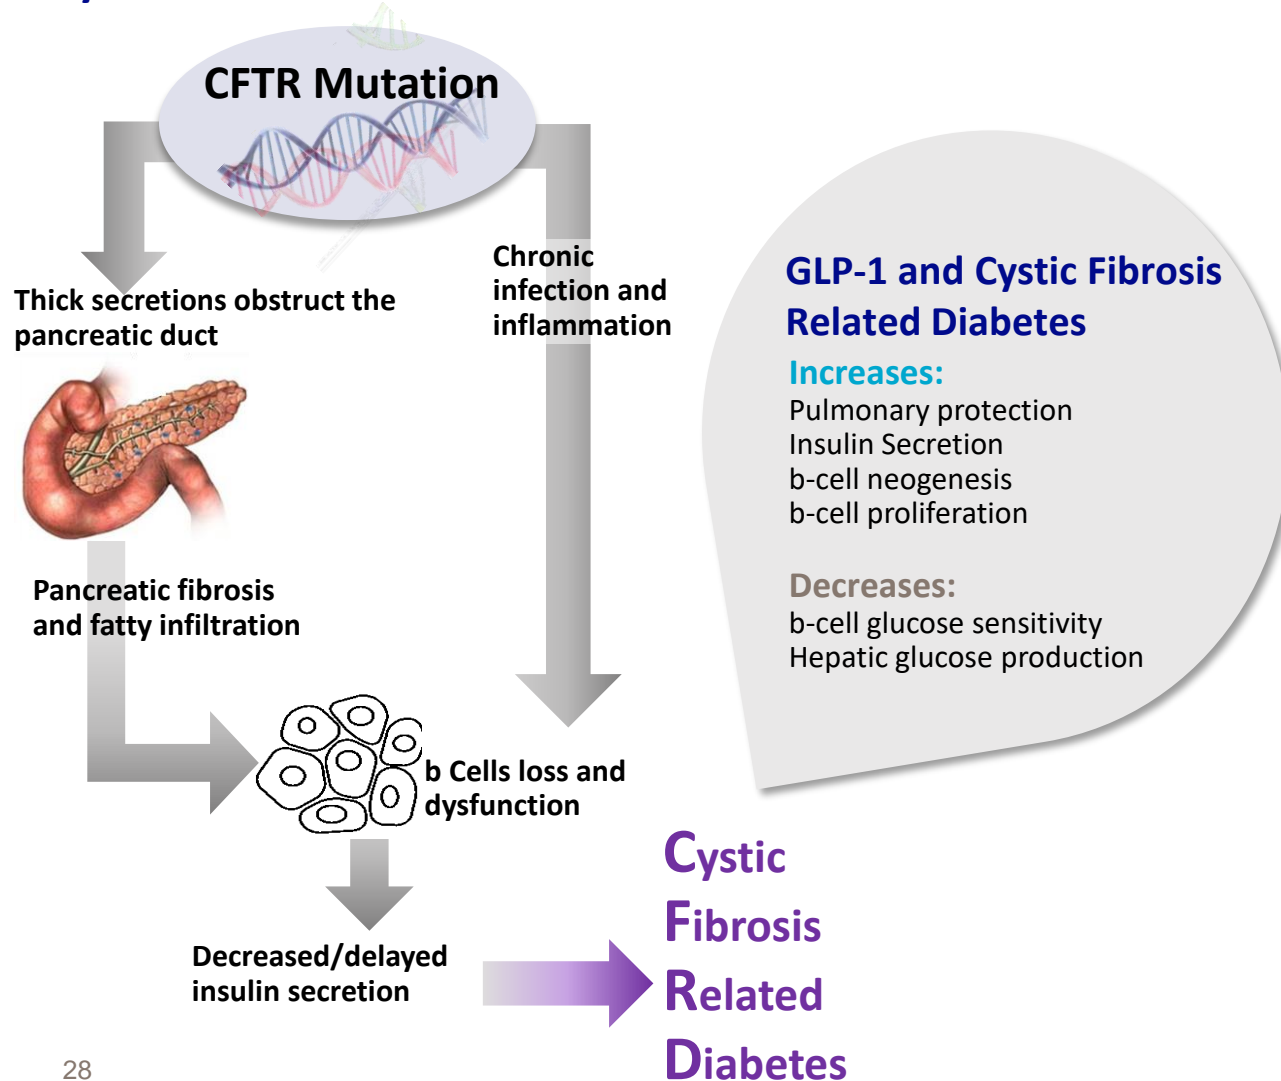 CFTR Mutation
Thick secretions obstruct the
pancreatic duct
Chronic
infection and
inflammation
Pancreatic fibrosis
and fatty infiltration
b Cells loss and
dysfunction
Decreased/delayed
insulin secretion
Cystic
Fibrosis
Related
Diabetes
GLP-1 and Cystic Fibrosis
Related Diabetes
Increases:
Pulmonary protection
Insulin Secretion
b-cell neogenesis
b-cell proliferation
Decreases:
b-cell glucose sensitivity
Hepatic glucose production
28